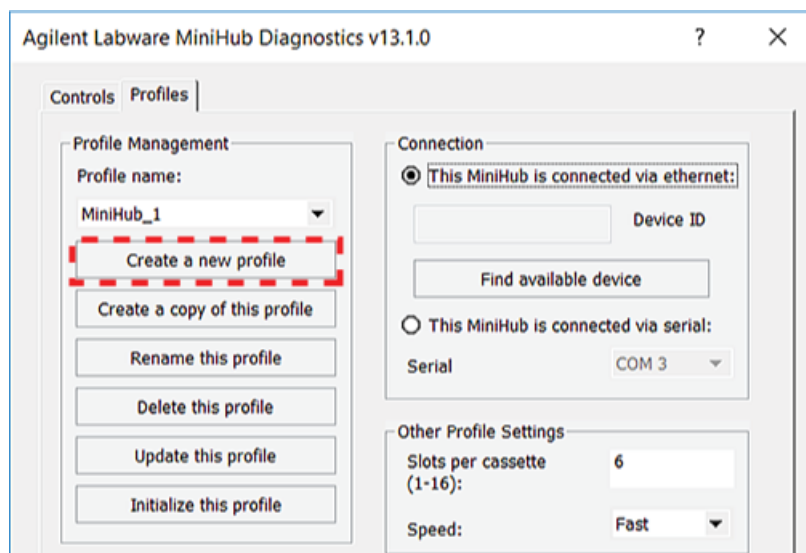 Agilent Labware MiniHub Diagnostics v13.1.0
?
Controls
Profiles
Profile Management
Profile name:
MiniHub_1
Create a new profile
Create a copy of this profile
Rename this profile
Delete this profile
Update this profile
Initialize this profile
Connection
This MiniHub is connected via ethernet:
Device ID
Find available device
This MiniHub is connected via serial:
Serial
COM 3
Other Profile Settings
Slots per cassette
(1-16):
6
Speed:
Fast